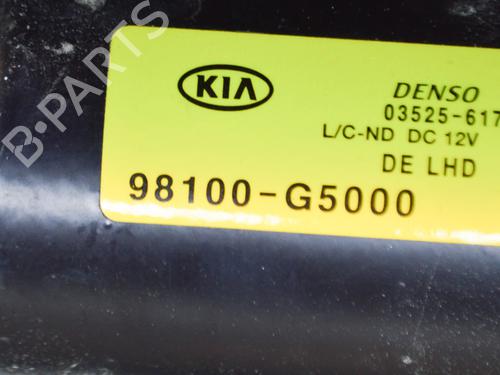 B-PARTS
KIA
DENSO
03525-617
L/C-ND DC 12V
DE LHD
98100-G5000